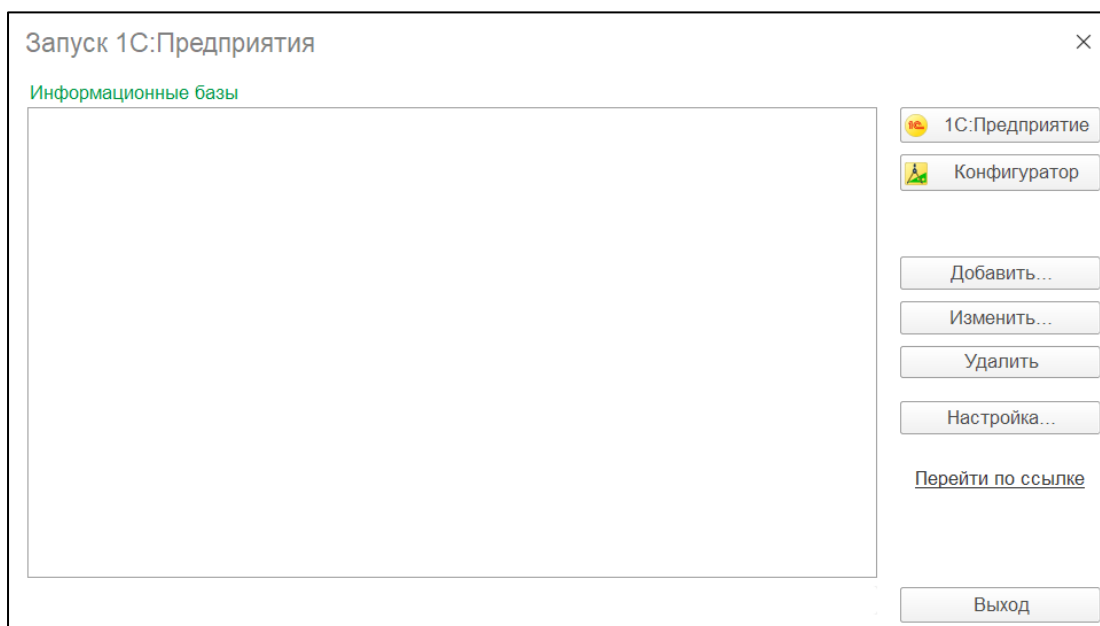 Запуск 1С:Предприятия
Информационные базы
1С:Предприятие
Конфигуратор
Добавить...
Изменить...
Удалить
Настройка...
Перейти по ссылке
Выход